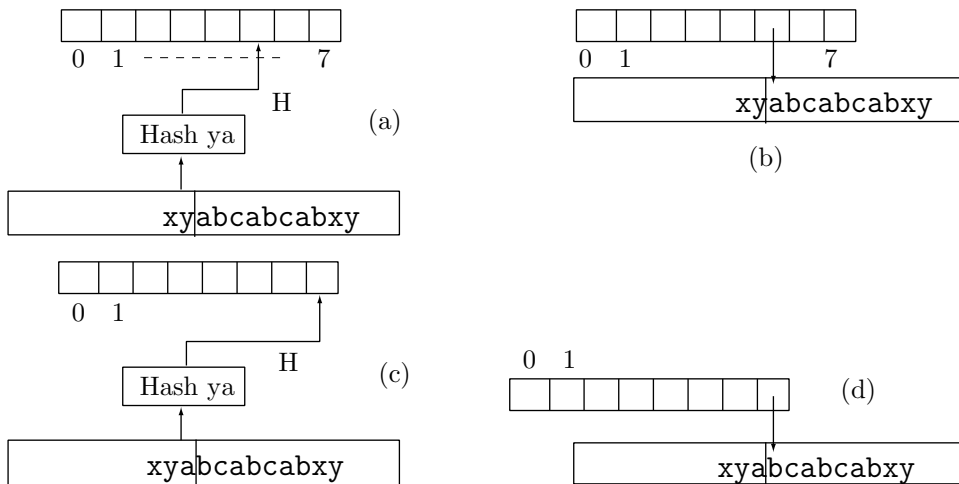 0 1 7
H
Hash ya
(a)
xyabcabcabxy
0 1 7
xyabcabcabxy
(b)
0 1
H
Hash ya
(c)
xyabcabcabxy
0 1
(d)
xyabcabcabxy